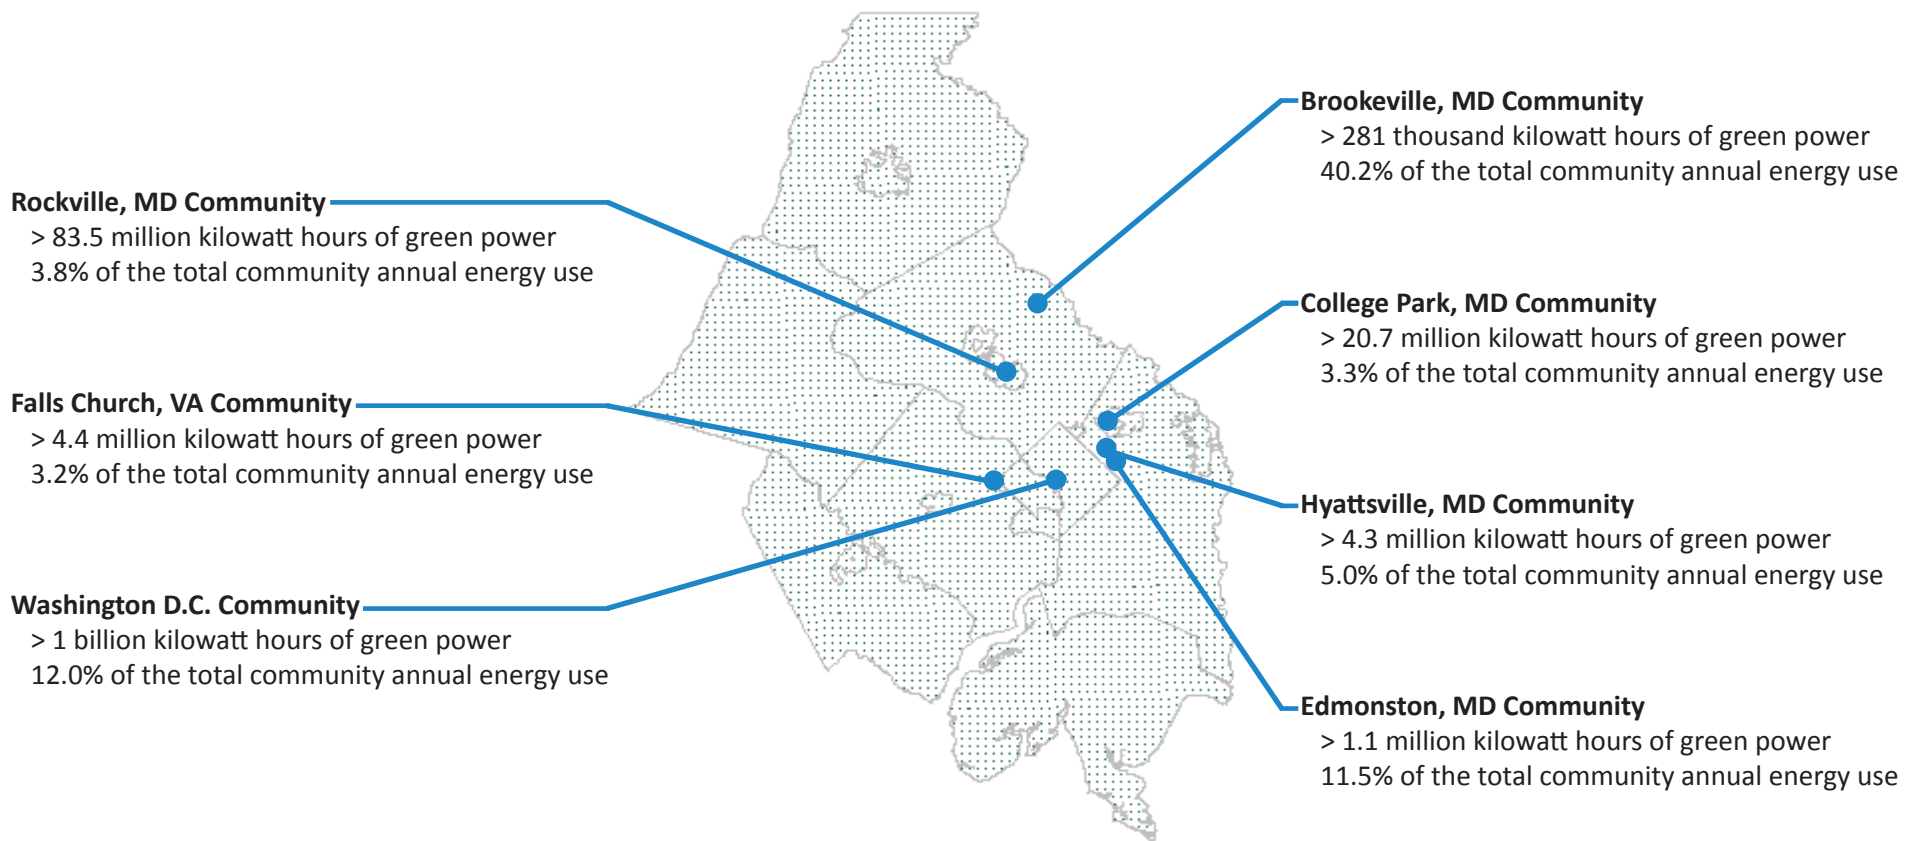 Rockville, MD Community
> 83.5 million kilowatt hours of green power
3.8% of the total community annual energy use
Falls Church, VA Community
> 4.4 million kilowatt hours of green power
3.2% of the total community annual energy use
Washington D.C. Community
> 1 billion kilowatt hours of green power
12.0% of the total community annual energy use
Brookeville, MD Community
> 281 thousand kilowatt hours of green power
40.2% of the total community annual energy use
College Park, MD Community
> 20.7 million kilowatt hours of green power
3.3% of the total community annual energy use
Hyattsville, MD Community
> 4.3 million kilowatt hours of green power
5.0% of the total community annual energy use
Edmonston, MD Community
> 1.1 million kilowatt hours of green power
11.5% of the total community annual energy use